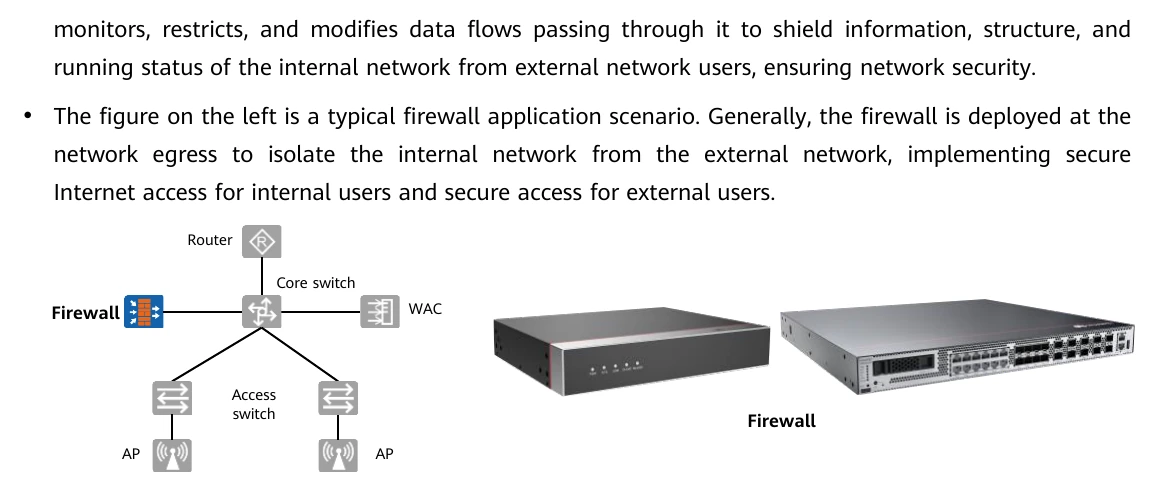 monitors, restricts, and modifies data flows passing through it to shield information, structure, and
running status of the internal network from external network users, ensuring network security.
• The figure on the left is a typical firewall application scenario. Generally, the firewall is deployed at the
network egress to isolate the internal network from the external network, implementing secure
Internet access for internal users and secure access for external users.
Router
R
Core switch
Firewall
WAC
Access
switch
AP
AP
Firewall